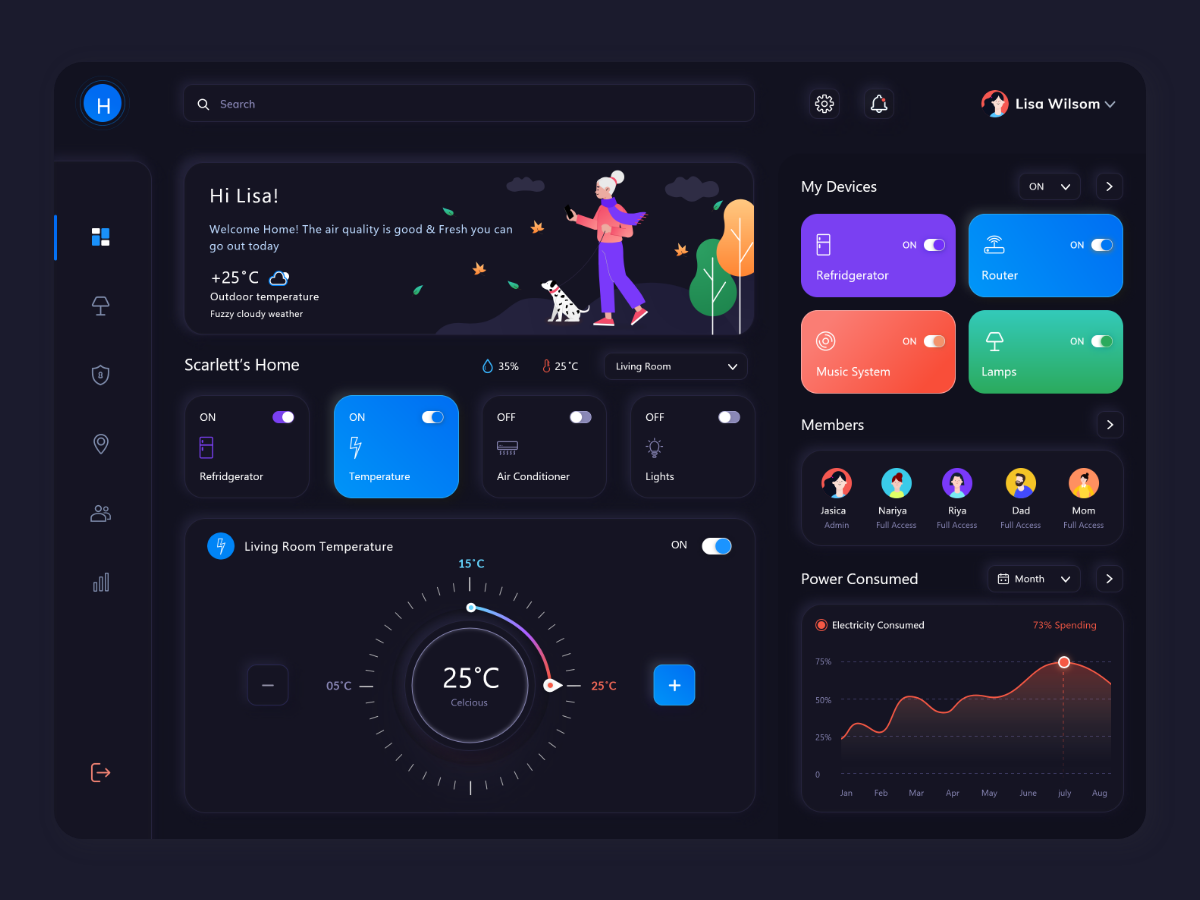 H
Search
Lisa Wilsom
Hi Lisa!
Welcome Home! The air quality is good & Fresh you can
go out today
+25°C
Outdoor temperature
Fuzzy cloudy weather
Scarlett's Home
35%
25°C
Living Room
ON
Refridgerator
ON
Temperature
OFF
Air Conditioner
OFF
Lights
Living Room Temperature
ON
15°C
05°C
25°C
Celcious
25°C
My Devices
ON
ON
Refridgerator
ON
Router
ON
Music System
ON
Lamps
Members
Jasica
Admin
Nariya
Full Access
Riya
Full Access
Dad
Full Access
Mom
Full Access
Power Consumed
Month
Electricity Consumed
73% Spending
75%
50%
25%
0
Jan Feb Mar Apr May June july Aug